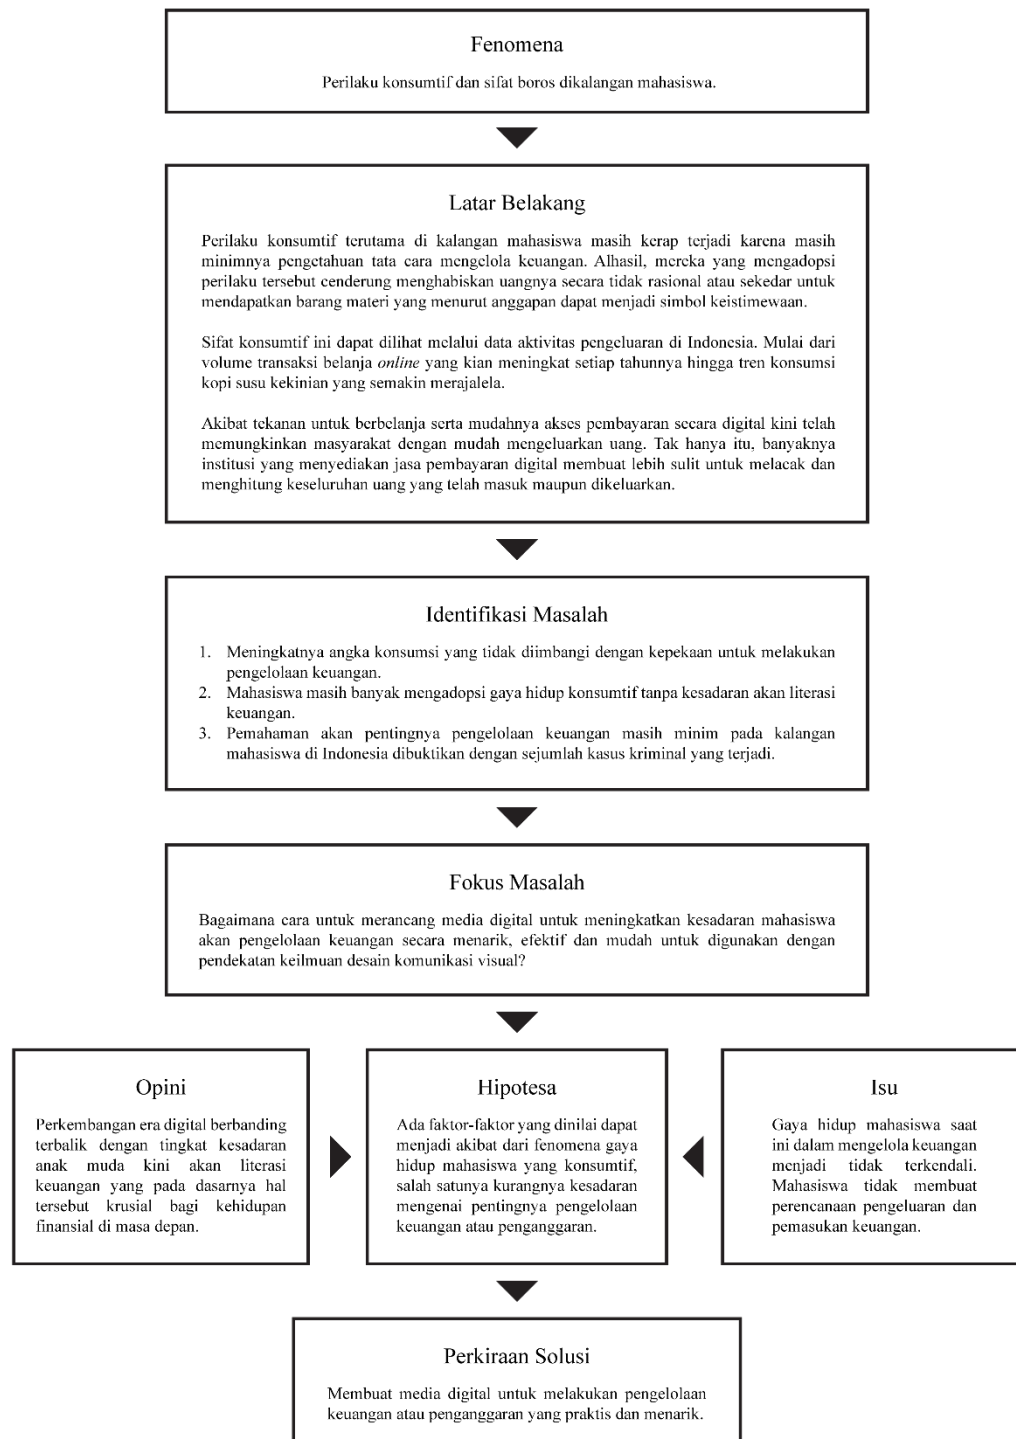 Fenomena
Perilaku konsumtif dan sifat boros dikalangan mahasiswa.
Latar Belakang
Perilaku konsumtif terutama di kalangan mahasiswa masih kerap terjadi karena masih
minimnya pengetahuan tata cara mengelola keuangan. Alhasil, mereka yang mengadopsi
perilaku tersebut cenderung menghabiskan uangnya secara tidak rasional atau sekedar untuk
mendapatkan barang materi yang menurut anggapan dapat menjadi simbol keistimewaan.
Sifat konsumtif ini dapat dilihat melalui data aktivitas pengeluaran di Indonesia. Mulai dari
volume transaksi belanja online yang kian meningkat setiap tahunnya hingga tren konsumsi
kopi susu kekinian yang semakin merajalela.
Akibat tekanan untuk berbelanja serta mudahnya akses pembayaran secara digital kini telah
memungkinkan masyarakat dengan mudah mengeluarkan uang. Tak hanya itu, banyaknya
institusi yang menyediakan jasa pembayaran digital membuat lebih sulit untuk melacak dan
menghitung keseluruhan uang yang telah masuk maupun dikeluarkan.
Identifikasi Masalah
1. Meningkatnya angka konsumsi yang tidak diimbangi dengan kepekaan untuk melakukan
pengelolaan keuangan.
2. Mahasiswa masih banyak mengadopsi gaya hidup konsumtif tanpa kesadaran akan literasi
keuangan.
3. Pemahaman akan pentingnya pengelolaan keuangan masih minim pada kalangan
mahasiswa di Indonesia dibuktikan dengan sejumlah kasus kriminal yang terjadi.
Fokus Masalah
Bagaimana cara untuk merancang media digital untuk meningkatkan kesadaran mahasiswa
akan pengelolaan keuangan secara menarik, efektif dan mudah untuk digunakan dengan
pendekatan keilmuan desain komunikasi visual?
Opini
Perkembangan era digital berbanding
terbalik dengan tingkat kesadaran
anak muda kini akan literasi
keuangan yang pada dasarnya hal
tersebut krusial bagi kehidupan
finansial di masa depan.
Hipotesa
Ada faktor-faktor yang dinilai dapat
menjadi akibat dari fenomena gaya
hidup mahasiswa yang konsumtif,
salah satunya kurangnya kesadaran
mengenai pentingnya pengelolaan
keuangan atau penganggaran.
Isu
Gaya hidup mahasiswa saat
ini dalam mengelola keuangan
menjadi tidak terkendali.
Mahasiswa tidak membuat
perencanaan pengeluaran dan
pemasukan keuangan.
Perkiraan Solusi
Membuat media digital untuk melakukan pengelolaan
keuangan atau penganggaran yang praktis dan menarik.